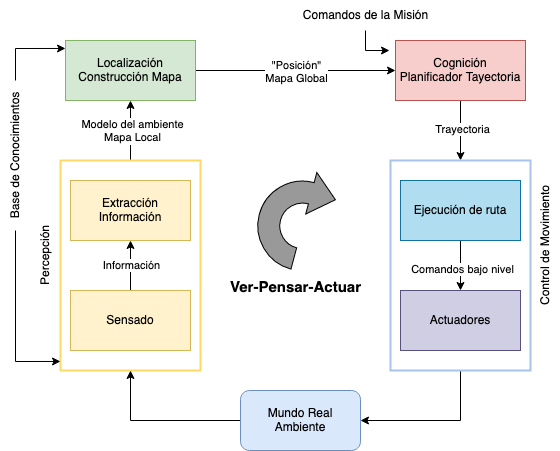 Comandos de la Misión
Localización
Construcción Mapa
"Posición"
Mapa Global
Cognición
Planificador Tayectoria
Base de Conocimientos
Modelo del ambiente
Mapa Local
Trayectoria
Percepción
Extracción
Información
Ejecución de ruta
Control de Movimiento
Información
Comandos bajo nivel
Ver-Pensar-Actuar
Sensado
Actuadores
Mundo Real
Ambiente